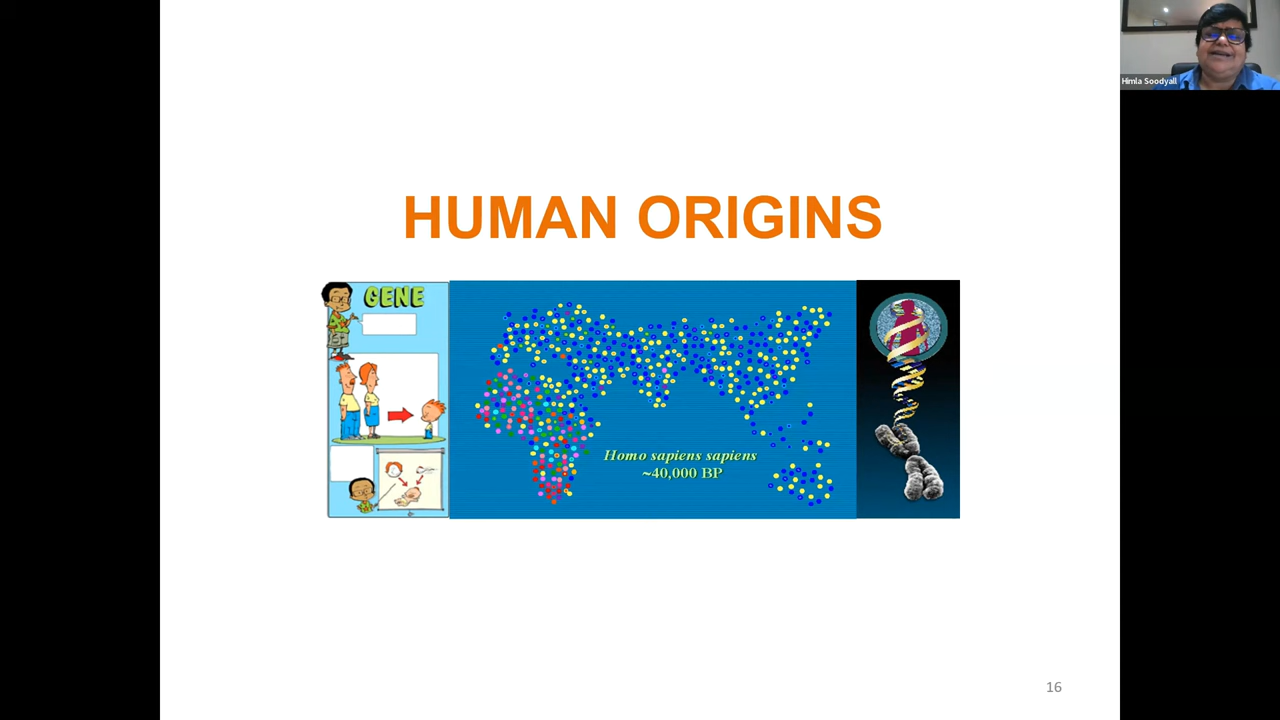 Himla Soodyall
HUMAN ORIGINS
GENE
Homo sapiens sapiens
~40,000 BP
16